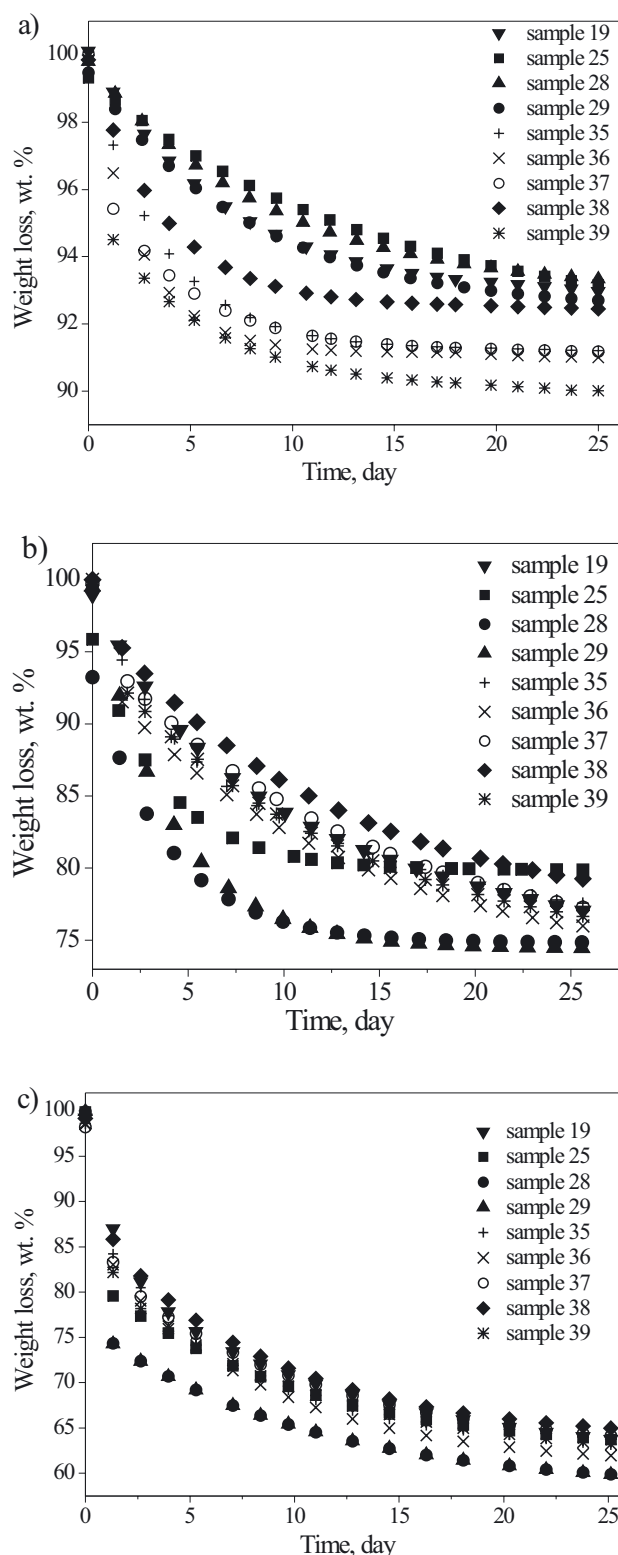 a)
100
98
96
94
92
90
Weight loss, wt. %
0 5 10 15 20 25
Time, day
sample 19
sample 25
sample 28
sample 29
sample 35
sample 36
sample 37
sample 38
sample 39
b)
100
95
90
85
80
75
Weight loss, wt. %
0 5 10 15 20 25
Time, day
sample 19
sample 25
sample 28
sample 29
sample 35
sample 36
sample 37
sample 38
sample 39
c)
100
95
90
85
80
75
70
65
60
Weight loss, wt. %
0 5 10 15 20 25
Time, day
sample 19
sample 25
sample 28
sample 29
sample 35
sample 36
sample 37
sample 38
sample 39